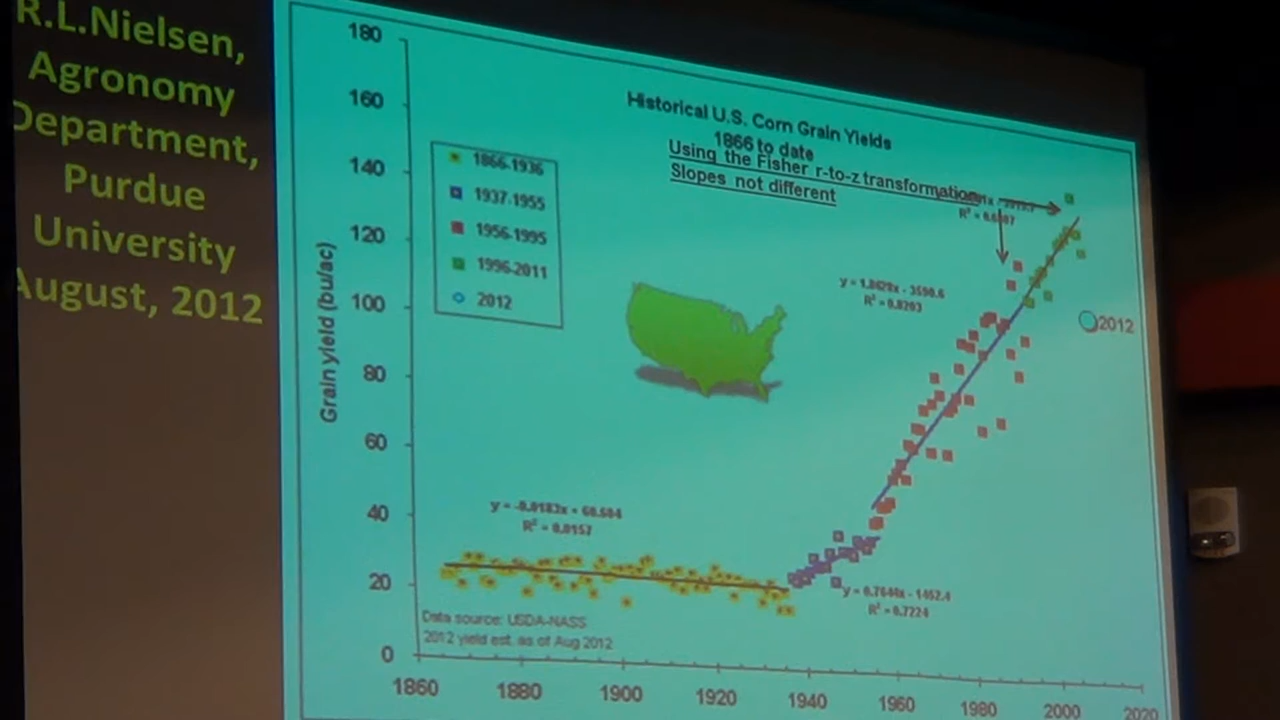 R.L.Nielsen,
Agronomy
Department,
Purdue
University
August, 2012
Historical U.S. Corn Grain Yields
1866 to date
Using the Fisher r-to-z transformation
Slopes not different
180
160
140
120
100
80
60
40
20
0
Grain yield (bu/ac)
1866-1936
1937-1955
1956-1995
1996-2011
2012
y = 1.8628x - 3590.6
R² = 0.8203
2012
y = -0.0183x + 60.504
R² = 0.0157
y = 0.7644x - 1452.4
R² = 0.7224
Data source: USDA-NASS
2012 yield est. as of Aug 2012
1860
1880
1900
1920
1940
1960
1980
2000
2020